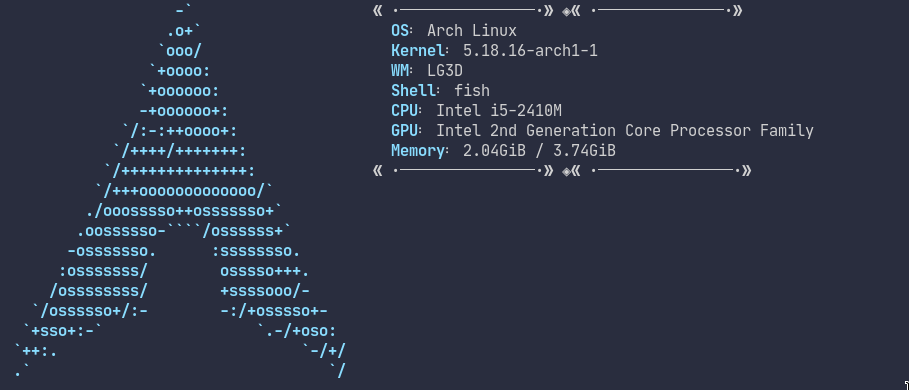 « ·───────────────·» ◈« ·──────────────·»
OS: Arch Linux
Kernel: 5.18.16-arch1-1
WM: LG3D
Shell: fish
CPU: Intel i5-2410M
GPU: Intel 2nd Generation Core Processor Family
Memory: 2.04GiB / 3.74GiB
« ·───────────────·» ◈« ·───────────────·»
                  -`
                 .o+`
                `ooo/
               `+oooo:
              `+oooooo:
              -+oooooo+:
            `/:-:++oooo+:
           `/++++/+++++++:
          `/++++++++++++++:
         `/+++ooooooooooooo/`
        ./ooosssso++osssssso+`
       .oossssso-````/ossssss+`
      -osssssso.      :ssssssso.
     :osssssss/        osssso+++.
    /ossssssss/        +ssssooo/-
  `/ossssso+/:-        -:/+osssso+-
 `+sso+:-`                 `.-/+oso:
`++:.                           `-/+/
.`                                 `/